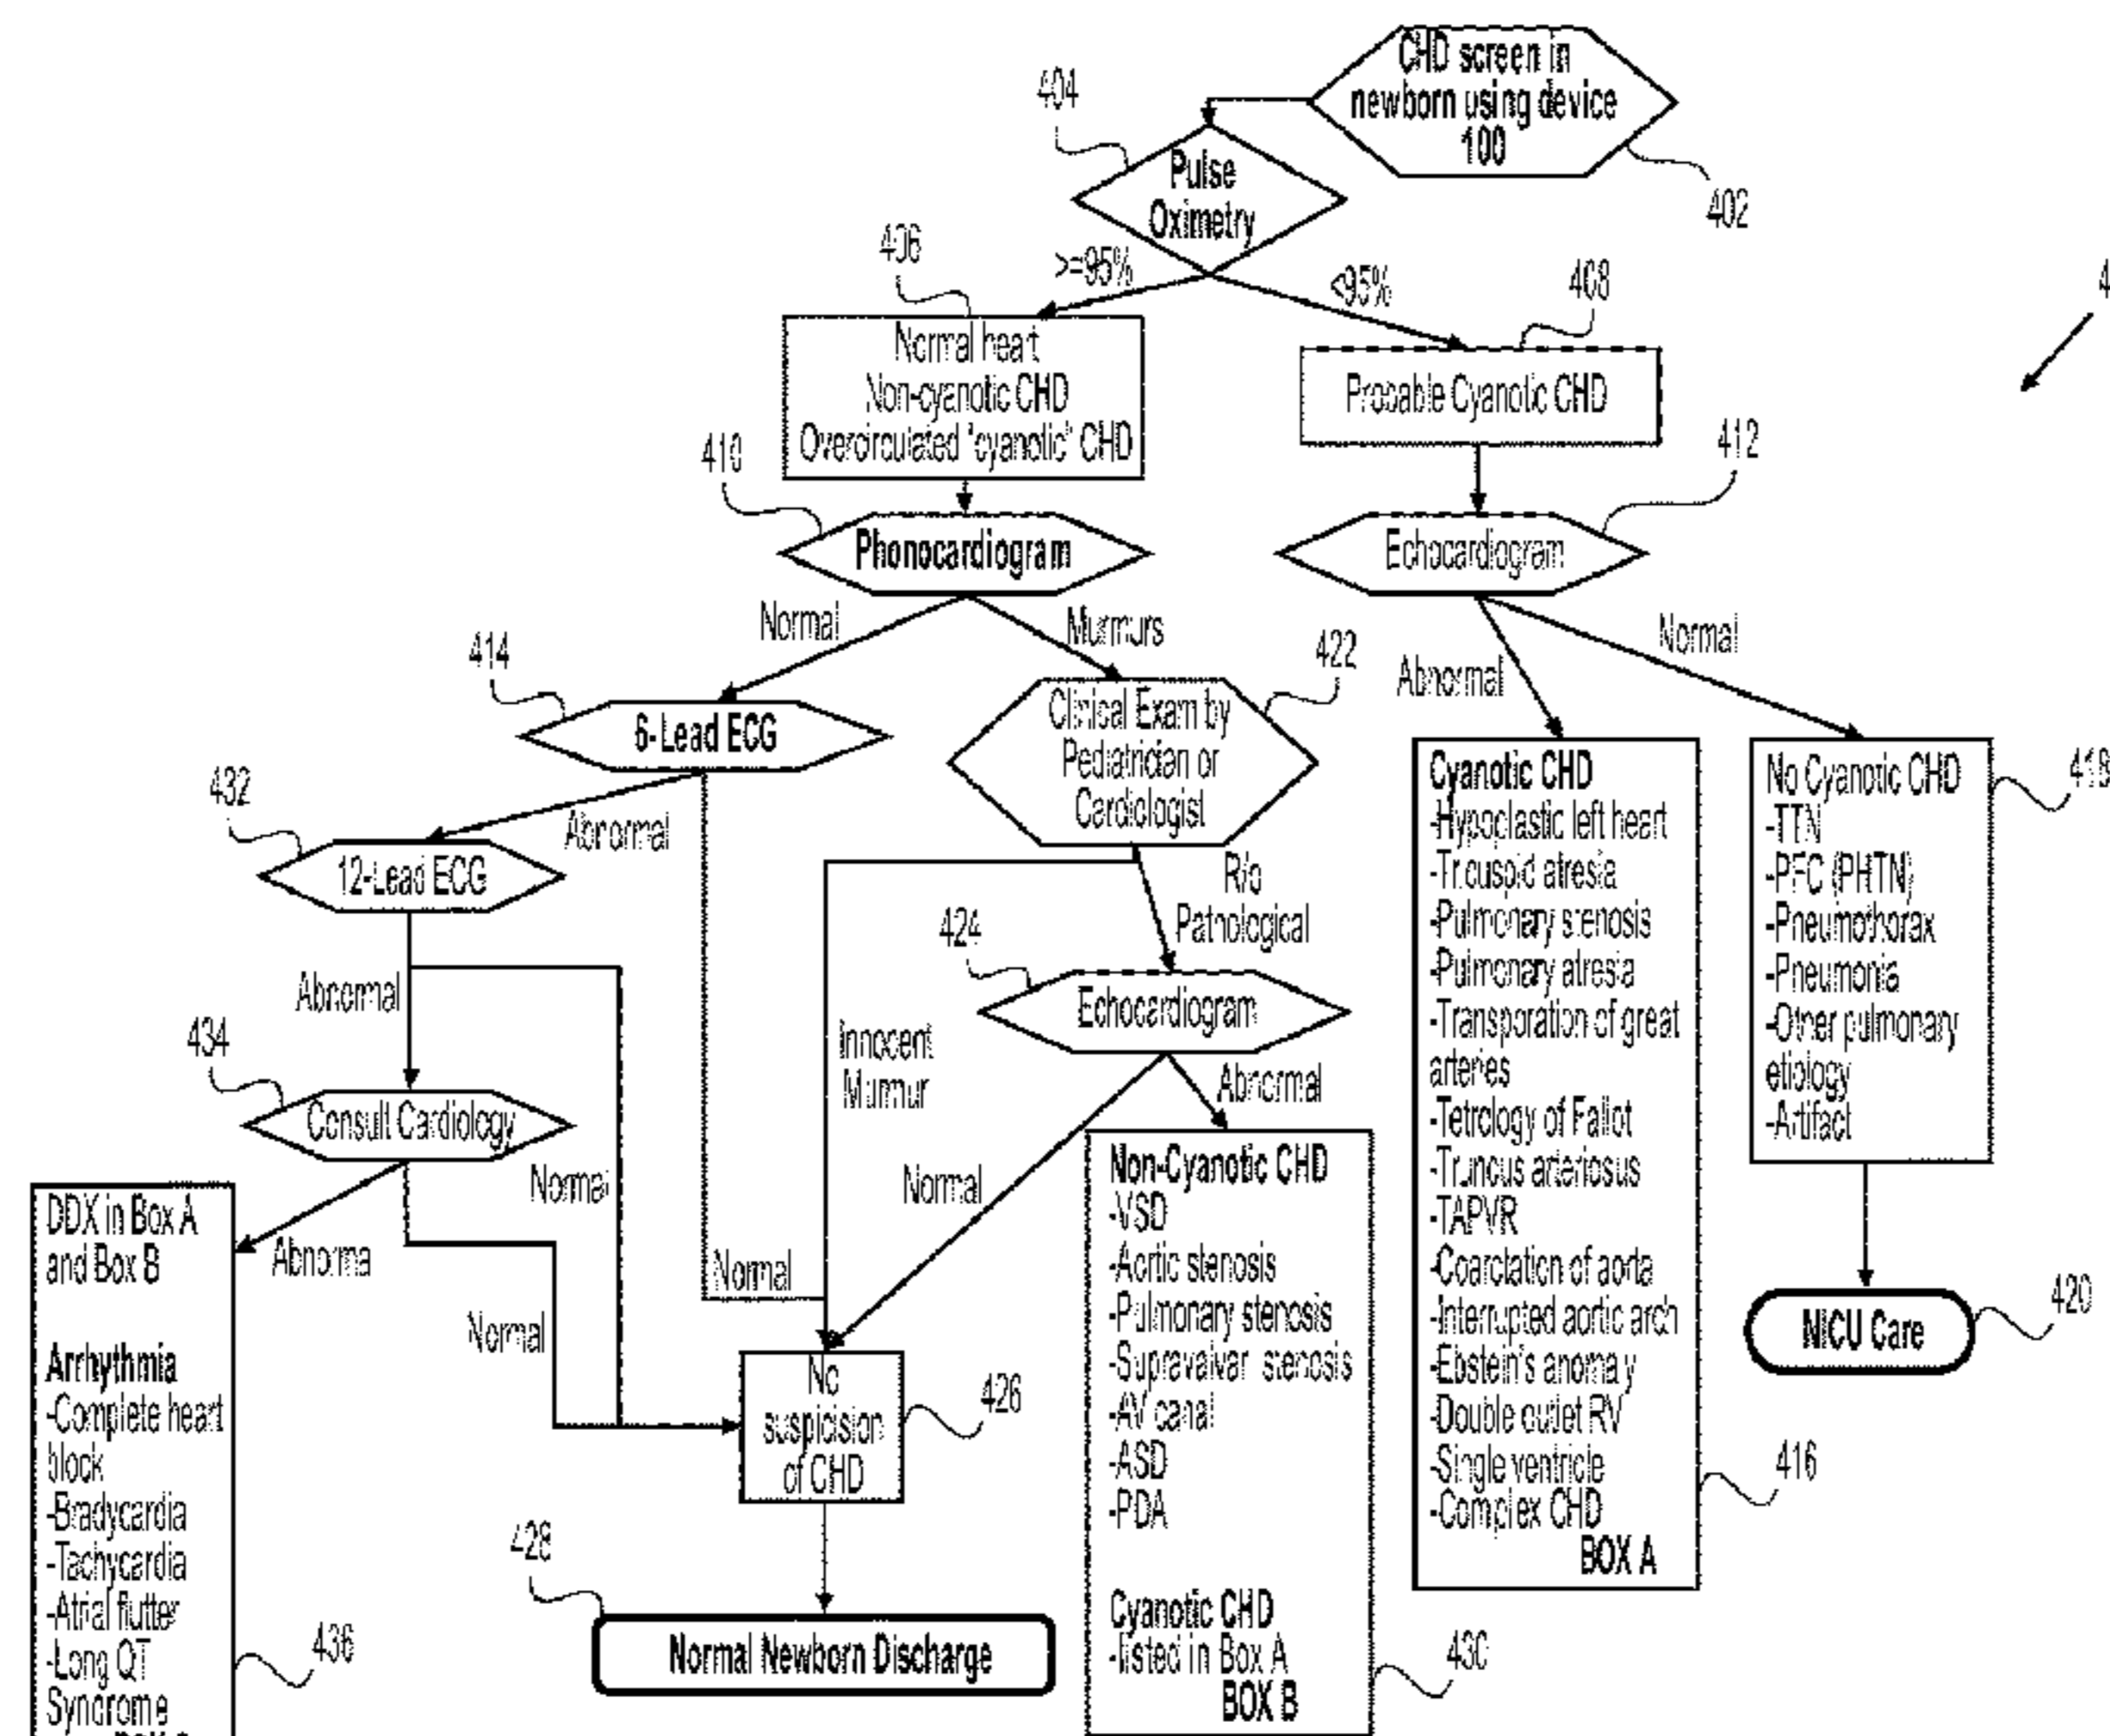 CHD screen in
newborn using device
100
402
404
Pulse
Oximetry
>=95%
<95%
406
408
4
Normal heart
Non-cyanotic CHD
Overcirculated "cyanotic" CHD
Probable Cyanotic CHD
410
412
Phonocardiogram
Echocardiogram
Normal
Murmurs
Abnormal
Normal
414
422
6-Lead ECG
Clinical Exam by
Pediatrician or
Cardiologist
432
Abnormal
12-Lead ECG
R/o
Pathological
424
Echocardiogram
Abnormal
434
Consult Cardiology
Innocent
Murmur
Abnormal
Normal
Normal
Normal
Abnorma
Normal
DDX in Box A
and Box B
Arrhythmia
-Complete heart
block
-Bradycardia
-Tachycardia
-Atrial flutter
-Long QT
Syndrome
436
No
suspicision
of CHD
426
428
Normal Newborn Discharge
Non-Cyanotic CHD
-VSD
-Aortic stenosis
-Pulmonary stenosis
-Supravalvar stenosis
-AV canal
-ASD
-PDA
Cyanotic CHD
-listed in Box A
BOX B
430
Cyanotic CHD
-Hypoplastic left heart
-Tricuspid atresia
-Pulmonary stenosis
-Pulmonary atresia
-Transporation of great
arteries
-Tetrology of Fallot
-Truncus arteriosus
-TAPVR
-Coarctation of aorta
-Interrupted aortic arch
-Ebstein's anomaly
-Double outlet RV
-Single ventricle
-Complex CHD
BOX A
416
No Cyanotic CHD
-TTN
-PFC (PHTN)
-Pneumothorax
-Pneumonia
-Other pulmonary
etiology
-Artifact
418
NICU Care
420